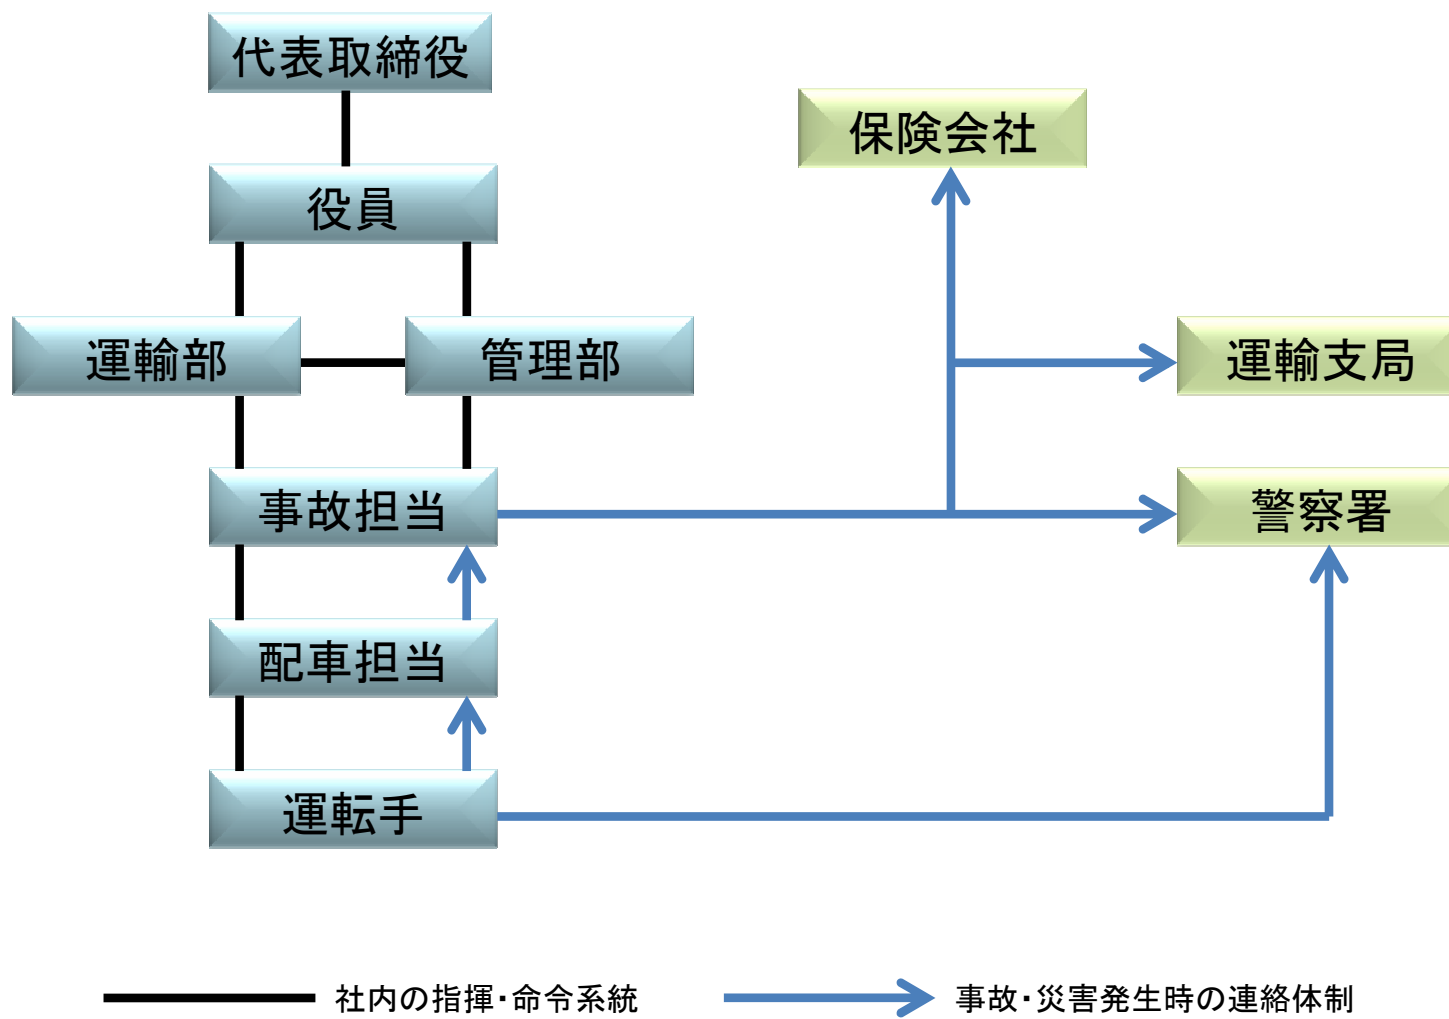 代表取締役
保険会社
役員
運輸部
管理部
運輸支局
事故担当
警察署
配車担当
運転手
社内の指揮・命令系統
事故・災害発生時の連絡体制